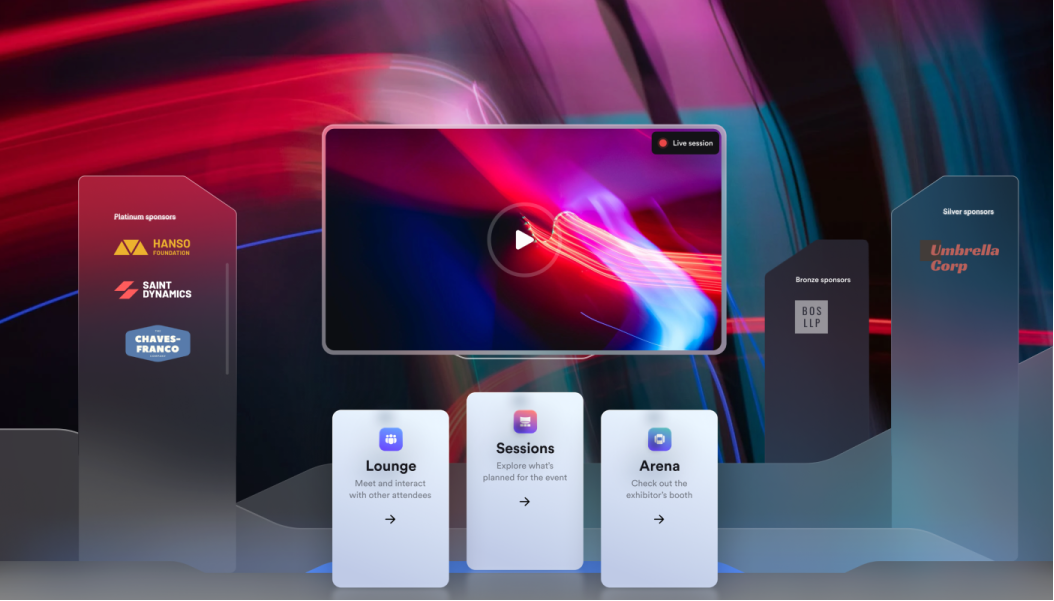 Live session
Platinum sponsors
HANSO
FOUNDATION
SAINT
DYNAMICS
CHAVES-
FRANCO
Bronze sponsors
BOS
LLP
Silver sponsors
Umbrella
Corp
Lounge
Meet and interact
with other attendees
Sessions
Explore what's
planned for the event
Arena
Check out the
exhibitor's booth